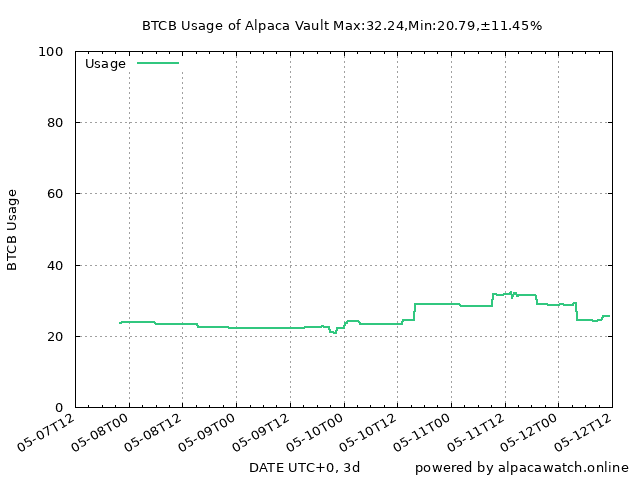 BTCB Usage of Alpaca Vault Max:32.24,Min:20.79,±11.45%
Usage
100
80
60
40
20
0
BTCB Usage
05-07T12
05-08T00
05-08T12
05-09T00
05-09T12
05-10T00
05-10T12
05-11T00
05-11T12
05-12T00
05-12T12
DATE UTC+0, 3d
powered by alpacawatch.online